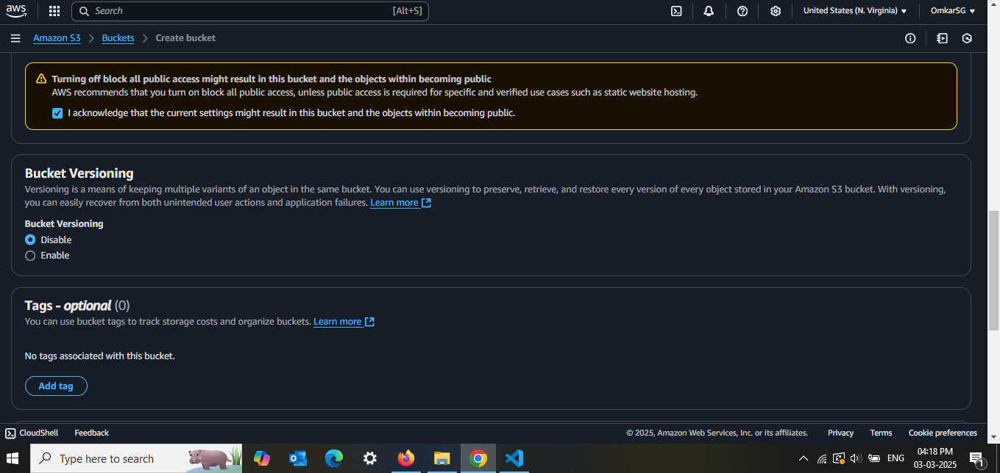 aws
Search [Alt+S]
United States (N. Virginia)
OmkarSG
Amazon S3
Buckets
Create bucket
Turning off block all public access might result in this bucket and the objects within becoming public
AWS recommends that you turn on block all public access, unless public access is required for specific and verified use cases such as static website hosting.
I acknowledge that the current settings might result in this bucket and the objects within becoming public.
Bucket Versioning
Versioning is a means of keeping multiple variants of an object in the same bucket. You can use versioning to preserve, retrieve, and restore every version of every object stored in your Amazon S3 bucket. With versioning,
you can easily recover from both unintended user actions and application failures. Learn more
Bucket Versioning
Disable
Enable
Tags - optional (0)
You can use bucket tags to track storage costs and organize buckets. Learn more
No tags associated with this bucket.
Add tag
CloudShell
Feedback
© 2025, Amazon Web Services, Inc. or its affiliates.
Privacy
Terms
Cookie preferences
Type here to search
ENG
04:18 PM
03-03-2025
1